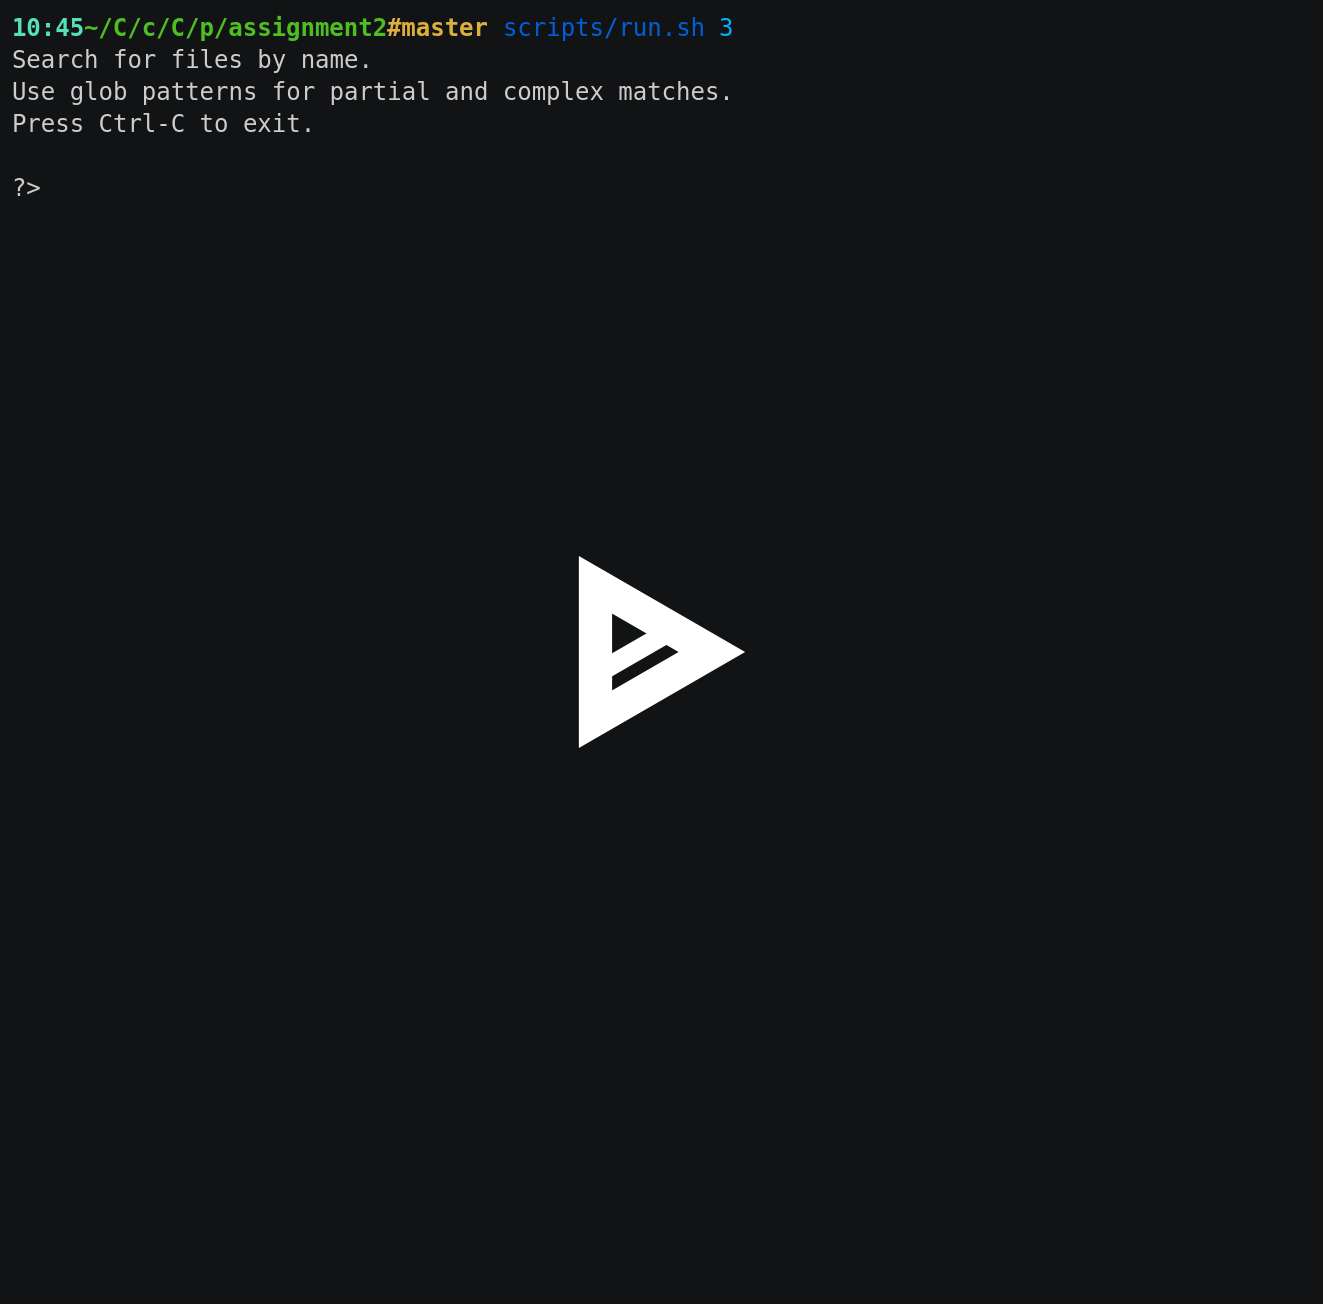 10:45~/C/c/C/p/assignment2#master scripts/run.sh 3
Search for files by name.
Use glob patterns for partial and complex matches.
Press Ctrl-C to exit.
?>